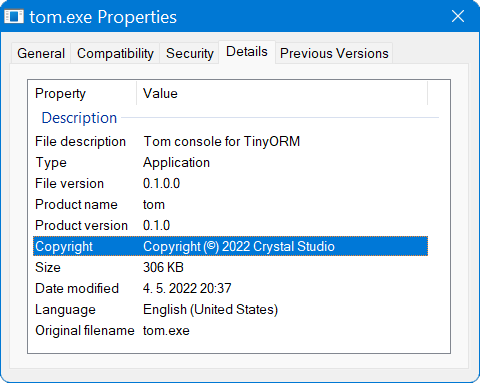 tom.exe Properties
General Compatibility Security Details Previous Versions
Property Value
Description
File description Tom console for TinyORM
Type Application
File version 0.1.0.0
Product name tom
Product version 0.1.0
Copyright Copyright (©) 2022 Crystal Studio
Size 306 KB
Date modified 4. 5. 2022 20:37
Language English (United States)
Original filename tom.exe